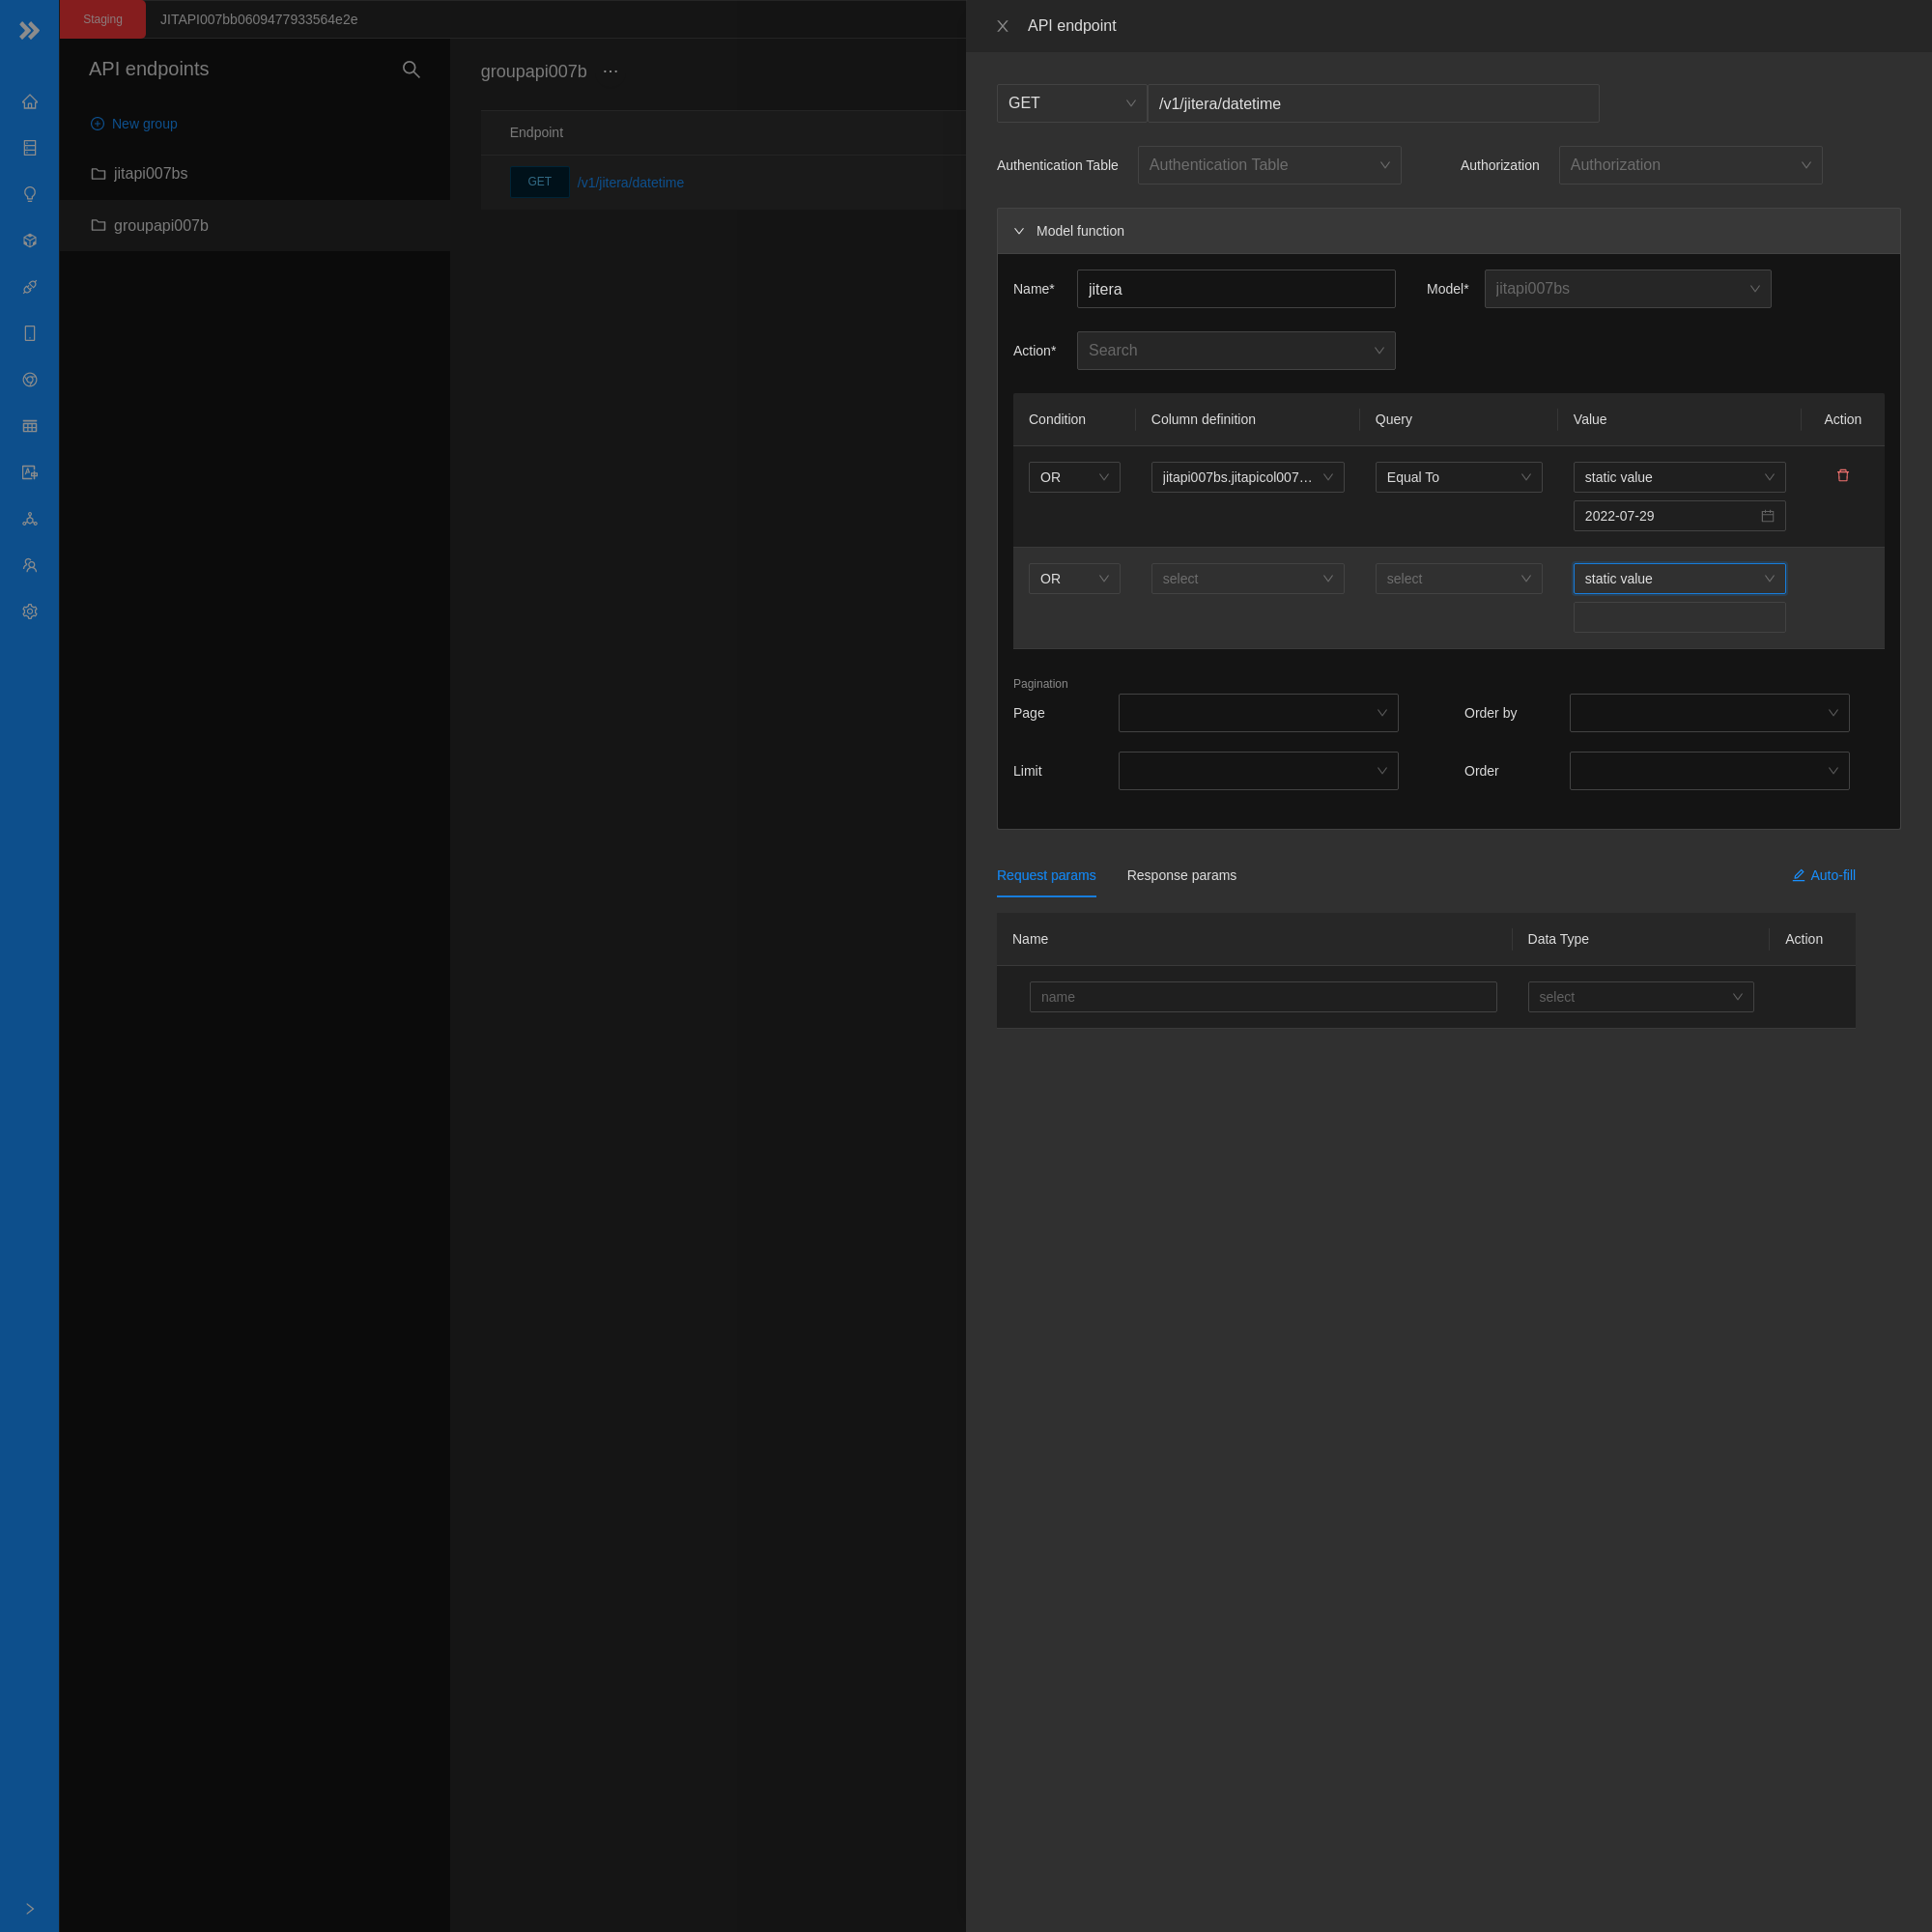 Staging
JITAPI007bb0609477933564e2e
API endpoints
New group
jitapi007bs
groupapi007b
groupapi007b ···
Endpoint
GET /v1/jitera/datetime
API endpoint
GET /v1/jitera/datetime
Authentication Table Authentication Table Authorization Authorization
Model function
Name* jitera Model* jitapi007bs
Action* Search
Condition Column definition Query Value Action
OR jitapi007bs.jitapicol007... Equal To static value
2022-07-29
OR select select static value
Pagination
Page Order by
Limit Order
Request params Response params Auto-fill
Name Data Type Action
name select